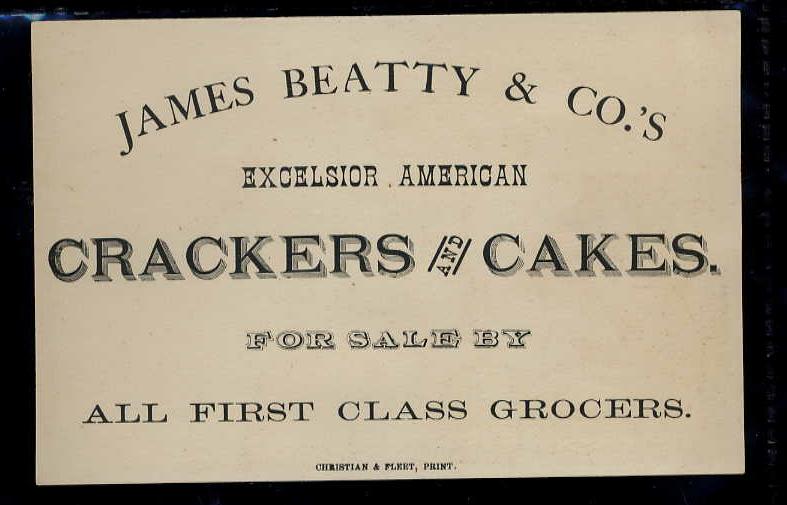 JAMES BEATTY & CO.'S
EXCELSIOR AMERICAN
CRACKERS AND CAKES.
FOR SALE BY
ALL FIRST CLASS GROCERS.
CHRISTIAN & FLEET, PRINT.